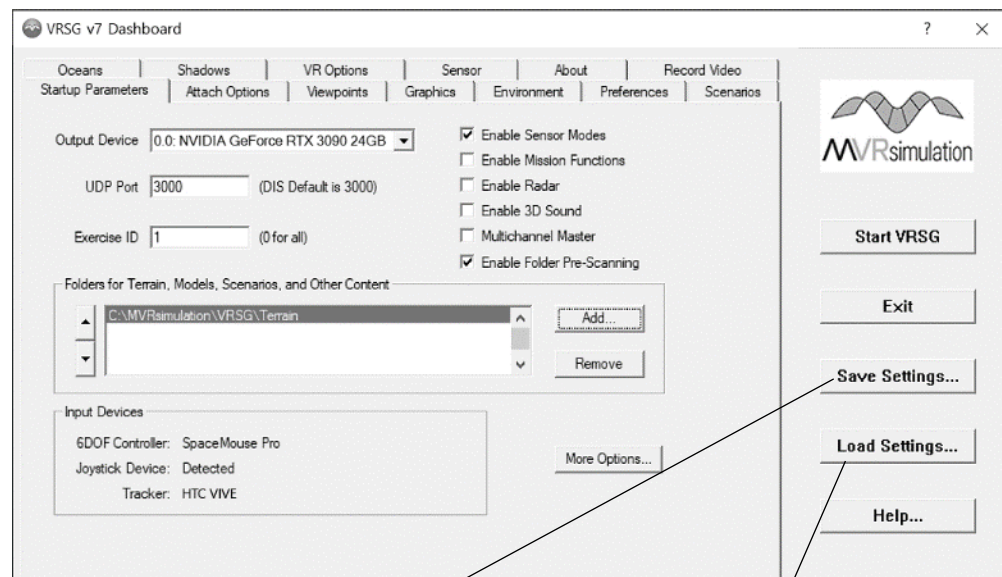 VRSG v7 Dashboard
?
Oceans Shadows VR Options Sensor About Record Video
Startup Parameters Attach Options Viewpoints Graphics Environment Preferences Scenarios
Output Device 0.0: NVIDIA GeForce RTX 3090 24GB
UDP Port 3000 (DIS Default is 3000)
Exercise ID 1 (0 for all)
Enable Sensor Modes
Enable Mission Functions
Enable Radar
Enable 3D Sound
Multichannel Master
Enable Folder Pre-Scanning
Folders for Terrain, Models, Scenarios, and Other Content
C:\MVRsimulation\VRSG\Terrain
Add...
Remove
Input Devices
6DOF Controller: SpaceMouse Pro
Joystick Device: Detected
Tracker: HTC VIVE
More Options...
MVRsimulation
Start VRSG
Exit
Save Settings...
Load Settings...
Help...